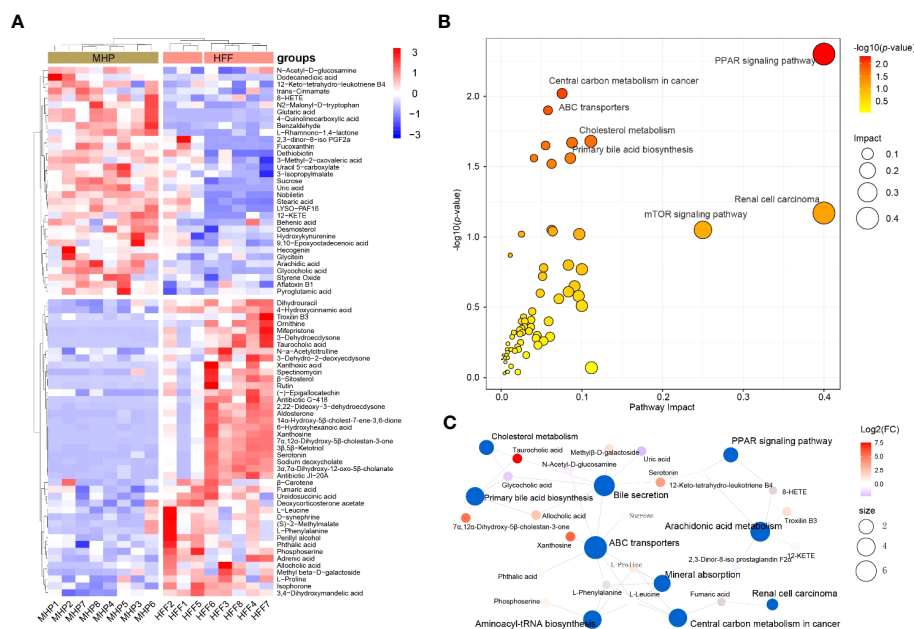 A
MHP
HFF
groups
3
2
1
0
−1
−2
−3
N−Acetyl−D−glucosamine
Dodecanedioic acid
12−Keto−tetrahydro−leukotriene B4
trans−Cinnamate
8−HETE
N2−Malonyl−D−tryptophan
Glutaric acid
4−Quinolinecarboxylic acid
Benzaldehyde
L−Rhamnono−1,4−lactone
2,3−dinor−8−iso PGF2a
Fucoxanthin
Dethiobiotin
3−Methyl−2−oxovaleric acid
Uracil 5−carboxylate
3−Isopropylmalate
Sucrose
Uric acid
Nobiletin
Stearic acid
LYSO−PAF16
12−KETE
Behenic acid
Desmosterol
Hydroxykynurenine
9,10−Epoxyoctadecenoic acid
Hecogenin
Glycitein
Arachidic acid
Glycocholic acid
Styrene Oxide
Aflatoxin B1
Pyroglutamic acid
Dihydrouracil
4−Hydroxycinnamic acid
Troxilin B3
Ornithine
Mifepristone
3−Dehydroecdysone
Taurocholic acid
N−a−Acetylcitrulline
3−Dehydro−2−deoxyecdysone
Xanthoxic acid
Spectinomycin
β−Sitosterol
Rutin
(−)−Epigallocatechin
Antibiotic G−418
2,22−Dideoxy−3−dehydroecdysone
Aldosterone
14α−Hydroxy−5β−cholest−7−ene−3,6−dione
6−Hydroxyhexanoic acid
Xanthosine
7α,12α−Dihydroxy−5β−cholestan−3−one
3β,5β−Ketotriol
Serotonin
Sodium deoxycholate
3α,7α−Dihydroxy−12−oxo−5β−cholanate
Antibiotic JI−20A
β−Carotene
Fumaric acid
Ureidosuccinic acid
Deoxycorticosterone acetate
L−Leucine
D−synephrine
(S)−2−Methylmalate
L−Phenylalanine
Perillyl alcohol
Phthalic acid
Phosphoserine
Adrenic acid
Allocholic acid
Methyl beta−D−galactoside
L−Proline
Isophorone
3,4−Dihydroxymandelic acid
MHP1
MHP2
MHP7
MHP8
MHP4
MHP5
MHP3
MHP6
HFF2
HFF1
HFF5
HFF6
HFF3
HFF8
HFF4
HFF7
B
PPAR signaling pathway
Central carbon metabolism in cancer
ABC transporters
Cholesterol metabolism
Primary bile acid biosynthesis
Renal cell carcinoma
mTOR signaling pathway
2.0
1.5
1.0
0.5
0.0
-log10(p-value)
0.0
0.1
0.2
0.3
0.4
Pathway Impact
-log10(p-value)
2.0
1.5
1.0
0.5
Impact
0.1
0.2
0.3
0.4
C
Cholesterol metabolism
Taurocholic acid
Methylβ-D-galactoside
Uric acid
PPAR signaling pathway
N-Acetyl-D-glucosamine
Serotonin
Glycocholic acid
12-Keto-tetrahydro-leukotriene B4
Primary bile acid biosynthesis
Bile secretion
8-HETE
Allocholic acid
Sucrose
Troxilin B3
7α,12α-Dihydroxy-5β-cholestan-3-one
Arachidonic acid metabolism
Xanthosine
ABC transporters
12-KETE
2,3-Dinor-8-iso prostaglandin F2α
L-Proline
Phthalic acid
Mineral absorption
L-Phenylalanine
L-Leucine
Fumaric acid
Renal cell carcinoma
Phosphoserine
Aminoacyl-tRNA biosynthesis
Central carbon metabolism in cancer
Log2(FC)
7.5
5.0
2.5
0.0
size
2
4
6